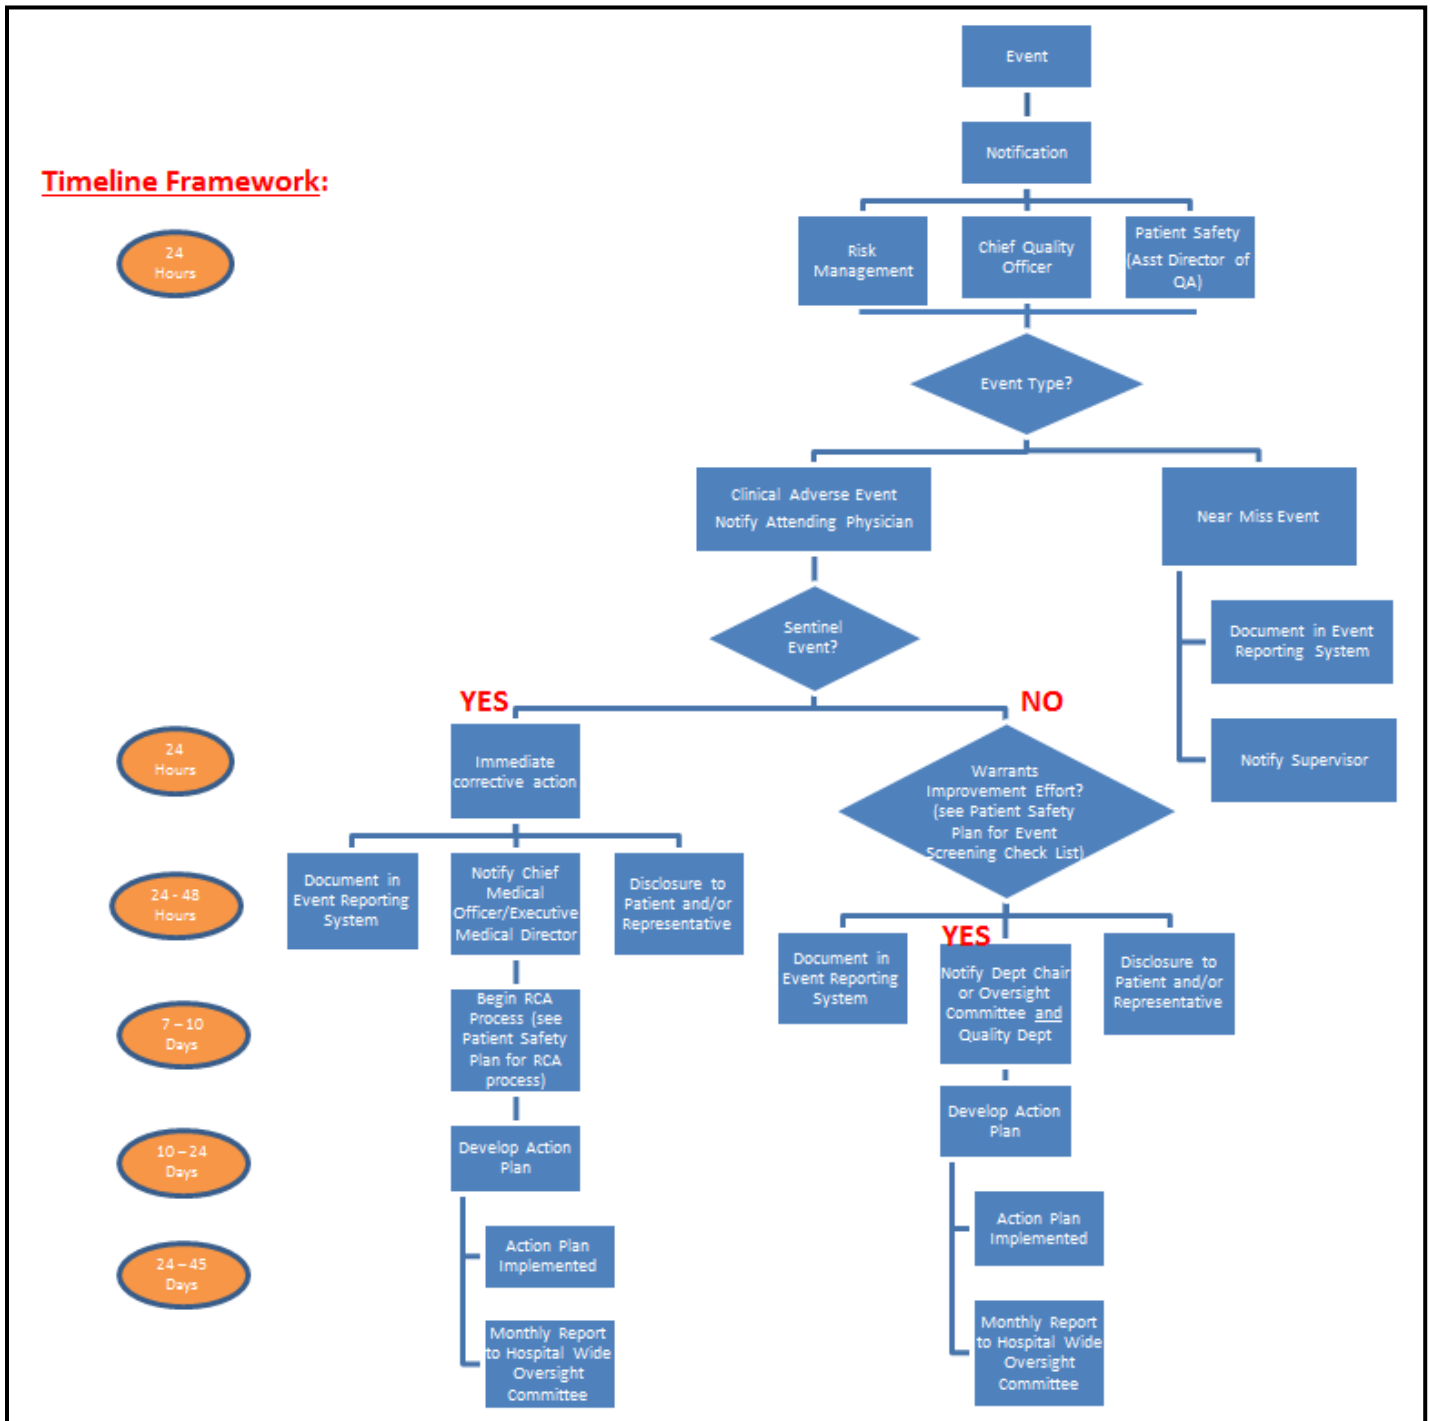 Event
Notification
Timeline Framework:
24
Hours
Risk
Management
Chief Quality
Officer
Patient Safety
(Asst Director of
QA)
Event Type?
Clinical Adverse Event
Notify Attending Physician
Near Miss Event
Document in Event
Reporting System
Notify Supervisor
Sentinel
Event?
YES
NO
24
Hours
Immediate
corrective action
Warrants
Improvement Effort?
(see Patient Safety
Plan for Event
Screening Check List)
24 - 48
Hours
Document in
Event Reporting
System
Notify Chief
Medical
Officer/Executive
Medical Director
Disclosure to
Patient and/or
Representative
YES
Document in
Event Reporting
System
Notify Dept Chair
or Oversight
Committee and
Quality Dept
Disclosure to
Patient and/or
Representative
7 – 10
Days
Begin RCA
Process (see
Patient Safety
Plan for RCA
process)
10 – 24
Days
Develop Action
Plan
Develop Action
Plan
24 – 45
Days
Action Plan
Implemented
Monthly Report
to Hospital Wide
Oversight
Committee
Action Plan
Implemented
Monthly Report
to Hospital Wide
Oversight
Committee